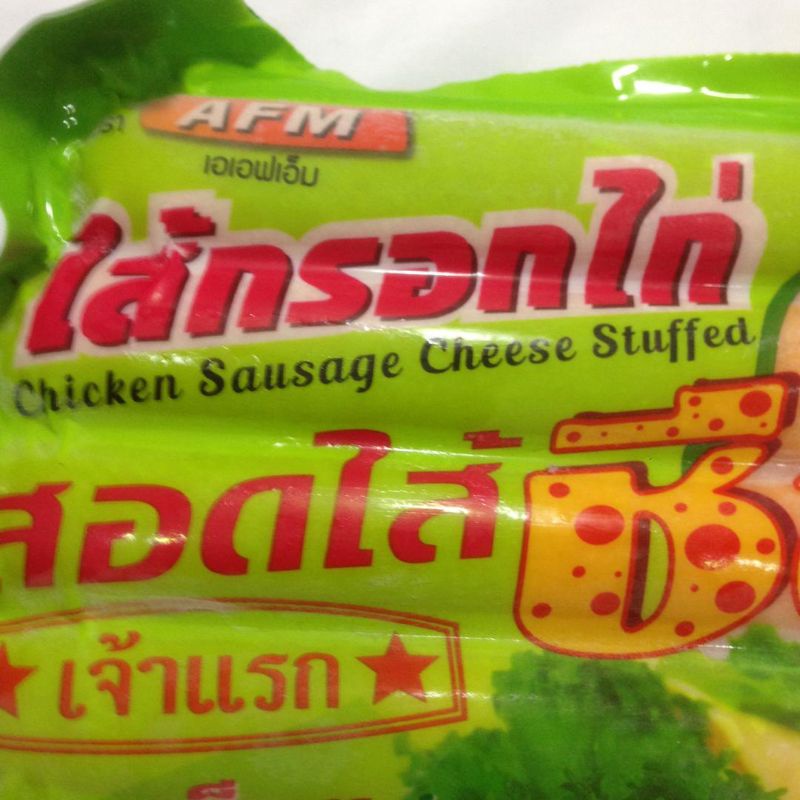 AFM
เอเอฟเอ็ม
ไส้กรอกไก่
Chicken Sausage Cheese Stuffed
สอดไส้
เจ้าแรก